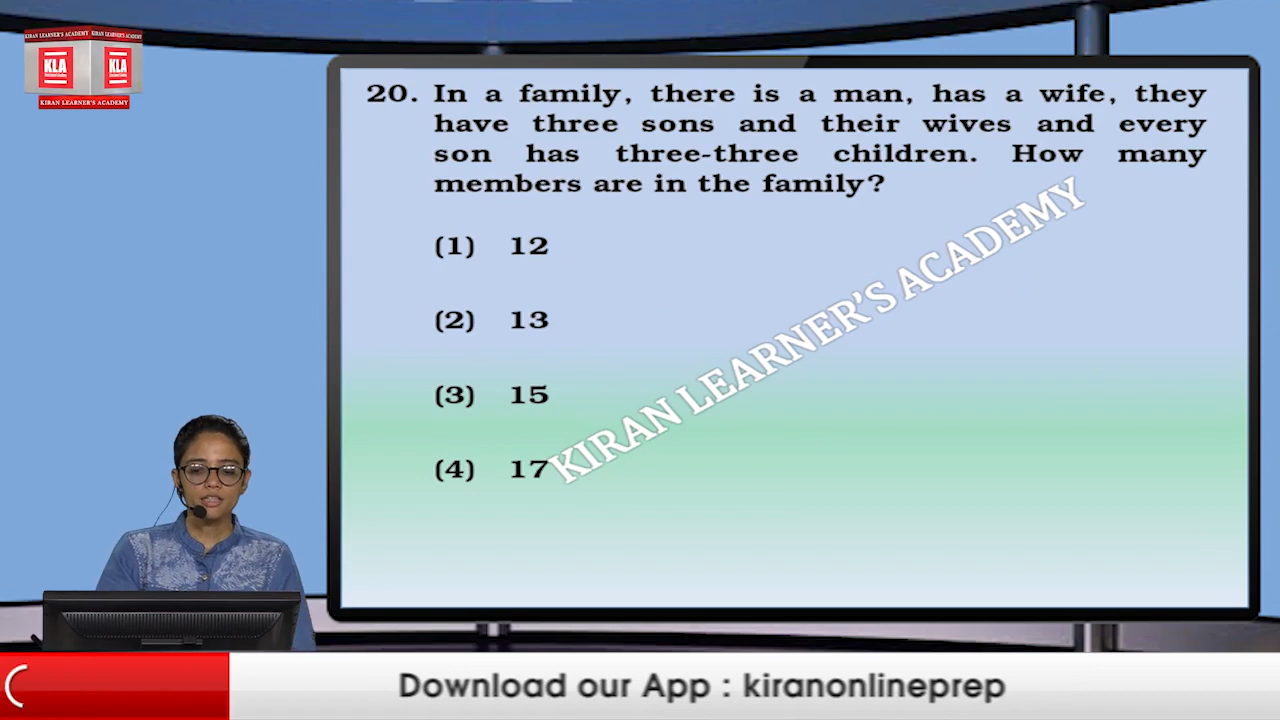 KIRAN LEARNER'S ACADEMY KIRAN LEARNER'S ACADEMY
KLA KLA
KIRAN LEARNER'S ACADEMY
20. In a family, there is a man, has a wife, they
have three sons and their wives and every
son has three-three children. How many
members are in the family?
(1) 12
(2) 13
(3) 15
(4) 17
KIRAN LEARNER'S ACADEMY
Download our App : kiranonlineprep